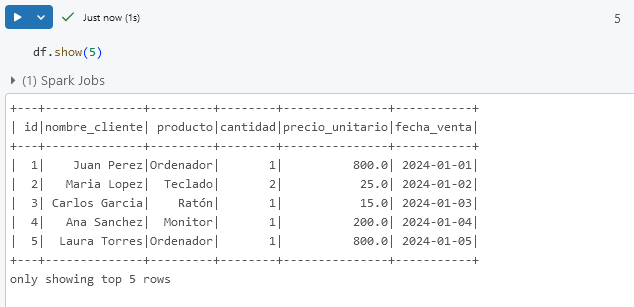 Just now (1s)
5
df.show(5)
(1) Spark Jobs
+---+--------------+---------+--------+---------------+-----------+
| id|nombre_cliente| producto|cantidad|precio_unitario|fecha_venta|
+---+--------------+---------+--------+---------------+-----------+
|  1|    Juan Perez|Ordenador|       1|          800.0| 2024-01-01|
|  2|   Maria Lopez|  Teclado|       2|           25.0| 2024-01-02|
|  3| Carlos Garcia|    Ratón|       1|           15.0| 2024-01-03|
|  4|   Ana Sanchez|  Monitor|       1|          200.0| 2024-01-04|
|  5|  Laura Torres|Ordenador|       1|          800.0| 2024-01-05|
+---+--------------+---------+--------+---------------+-----------+
only showing top 5 rows